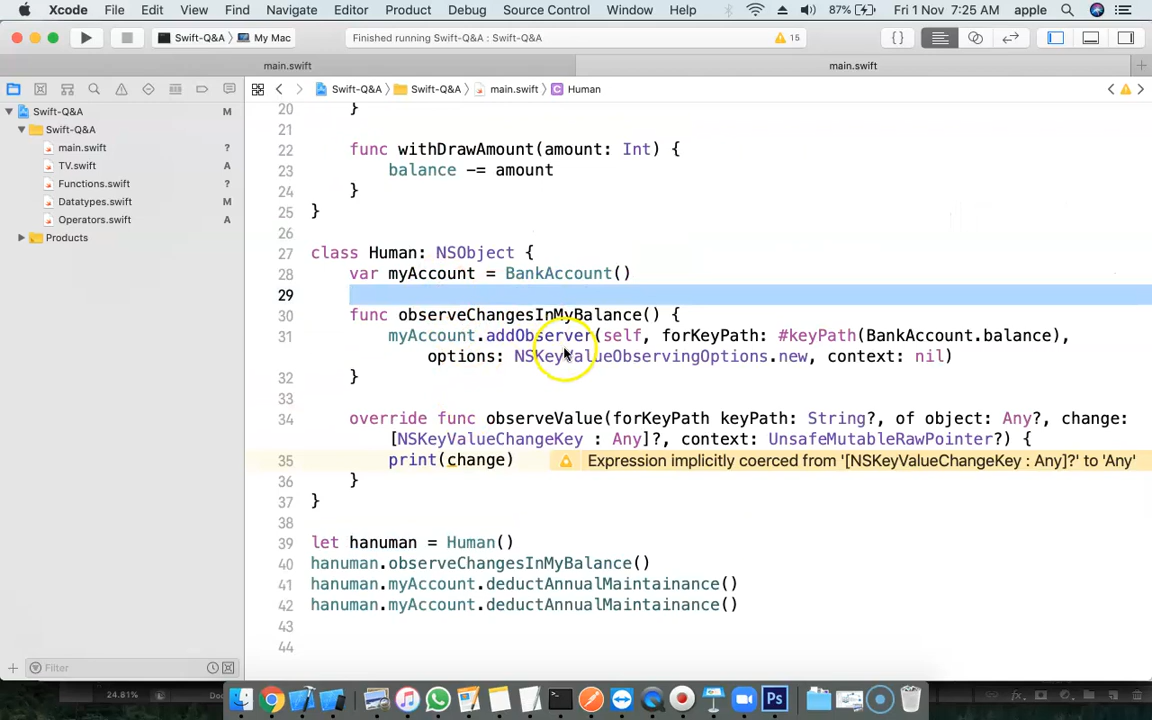 Xcode File Edit View Find Navigate Editor Product Debug Source Control Window Help 87% Fri 1 Nov 7:25 AM apple
Swift-Q&A My Mac Finished running Swift-Q&A : Swift-Q&A 15
main.swift main.swift
Swift-Q&A Swift-Q&A main.swift C Human
Swift-Q&A M
Swift-Q&A
main.swift ?
TV.swift A
Functions.swift ?
Datatypes.swift M
Operators.swift A
Products
20 }
21
22 func withDrawAmount(amount: Int) {
23 balance -= amount
24 }
25 }
26
27 class Human: NSObject {
28 var myAccount = BankAccount()
29
30 func observeChangesInMyBalance() {
31 myAccount.addObserver(self, forKeyPath: #keyPath(BankAccount.balance),
options: NSKeyValueObservingOptions.new, context: nil)
32 }
33
34 override func observeValue(forKeyPath keyPath: String?, of object: Any?, change:
[NSKeyValueChangeKey : Any]?, context: UnsafeMutableRawPointer?) {
35 print(change) Expression implicitly coerced from '[NSKeyValueChangeKey : Any]?' to 'Any'
36 }
37 }
38
39 let hanuman = Human()
40 hanuman.observeChangesInMyBalance()
41 hanuman.myAccount.deductAnnualMaintainance()
42 hanuman.myAccount.deductAnnualMaintainance()
43
44
Filter
24.81%
Ps